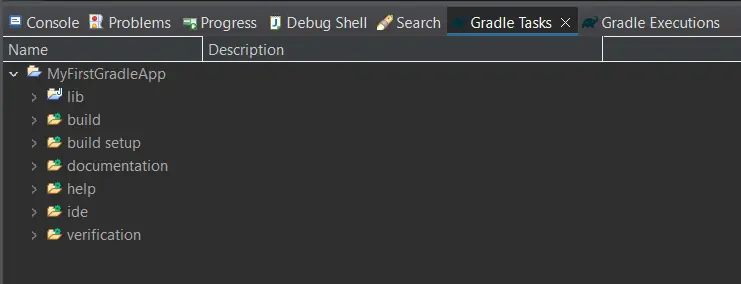 Console Problems Progress Debug Shell Search Gradle Tasks Gradle Executions
Name Description
MyFirstGradleApp
lib
build
build setup
documentation
help
ide
verification